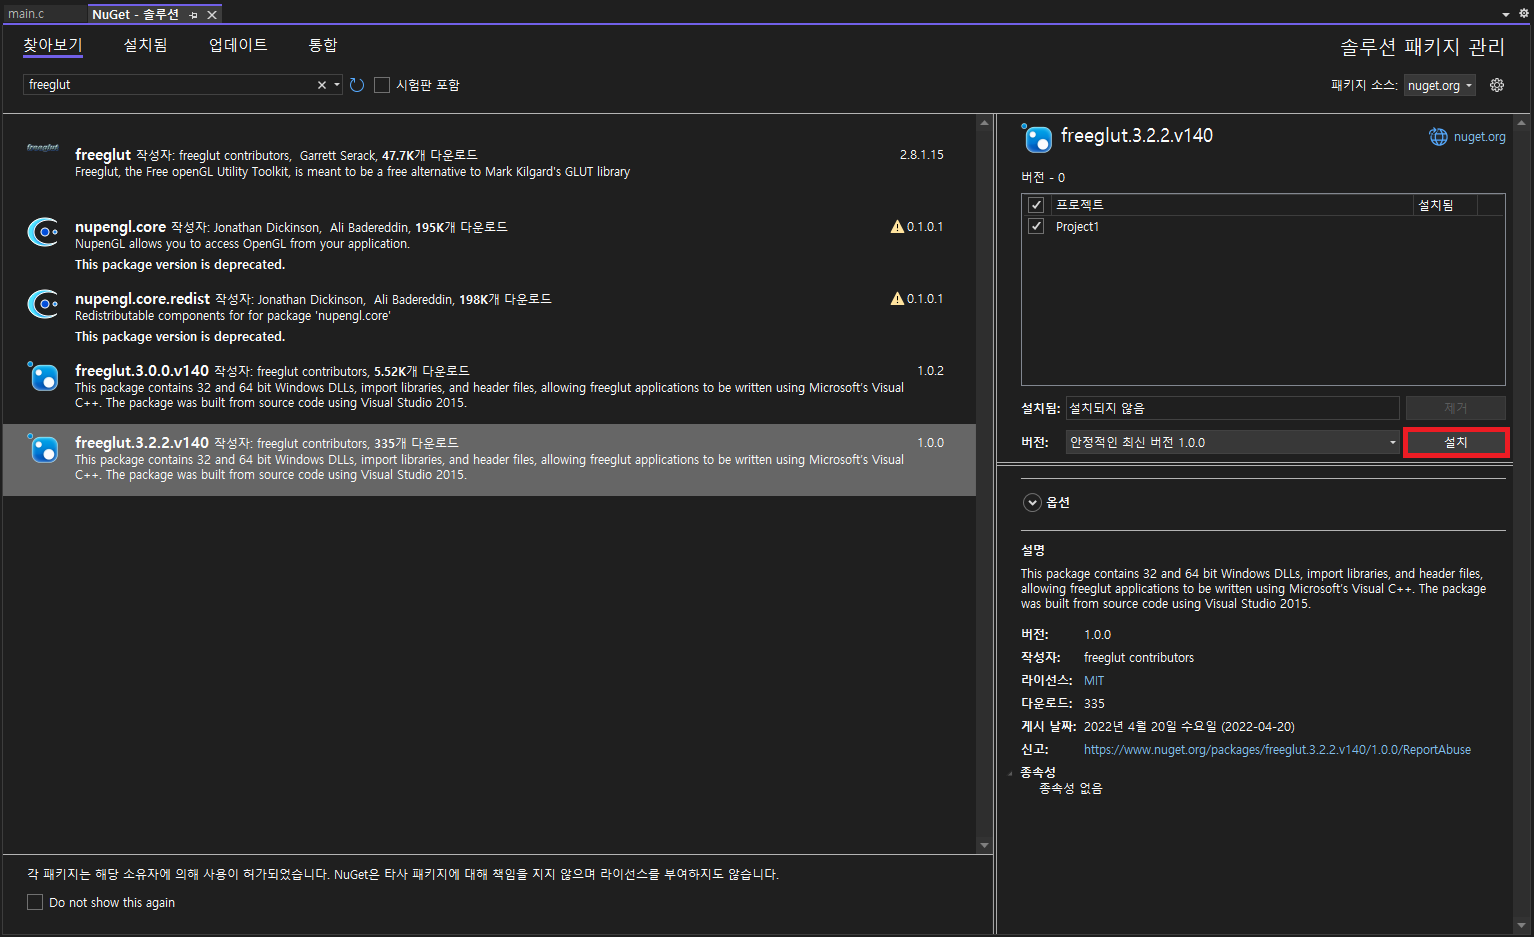 main.c
NuGet - 솔루션
찾아보기 설치됨 업데이트 통합
솔루션 패키지 관리
freeglut
시험판 포함
패키지 소스: nuget.org
freeglut
freeglut 작성자: freeglut contributors, Garrett Serack, 47.7K개 다운로드
2.8.1.15
Freeglut, the Free openGL Utility Toolkit, is meant to be a free alternative to Mark Kilgard's GLUT library
nupengl.core 작성자: Jonathan Dickinson, Ali Badereddin, 195K개 다운로드
0.1.0.1
NupenGL allows you to access OpenGL from your application.
This package version is deprecated.
nupengl.core.redist 작성자: Jonathan Dickinson, Ali Badereddin, 198K개 다운로드
0.1.0.1
Redistributable components for for package 'nupengl.core'
This package version is deprecated.
freeglut.3.0.0.v140 작성자: freeglut contributors, 5.52K개 다운로드
1.0.2
This package contains 32 and 64 bit Windows DLLs, import libraries, and header files, allowing freeglut applications to be written using Microsoft's Visual
C++. The package was built from source code using Visual Studio 2015.
freeglut.3.2.2.v140 작성자: freeglut contributors, 335개 다운로드
1.0.0
This package contains 32 and 64 bit Windows DLLs, import libraries, and header files, allowing freeglut applications to be written using Microsoft's Visual
C++. The package was built from source code using Visual Studio 2015.
각 패키지는 해당 소유자에 의해 사용이 허가되었습니다. NuGet은 타사 패키지에 대해 책임을 지지 않으며 라이선스를 부여하지도 않습니다.
Do not show this again
freeglut.3.2.2.v140
nuget.org
버전 - 0
프로젝트 설치됨
Project1
설치됨: 설치되지 않음 제거
버전: 안정적인 최신 버전 1.0.0 설치
옵션
설명
This package contains 32 and 64 bit Windows DLLs, import libraries, and header files,
allowing freeglut applications to be written using Microsoft's Visual C++. The package
was built from source code using Visual Studio 2015.
버전: 1.0.0
작성자: freeglut contributors
라이선스: MIT
다운로드: 335
게시 날짜: 2022년 4월 20일 수요일 (2022-04-20)
신고: https://www.nuget.org/packages/freeglut.3.2.2.v140/1.0.0/ReportAbuse
종속성
종속성 없음